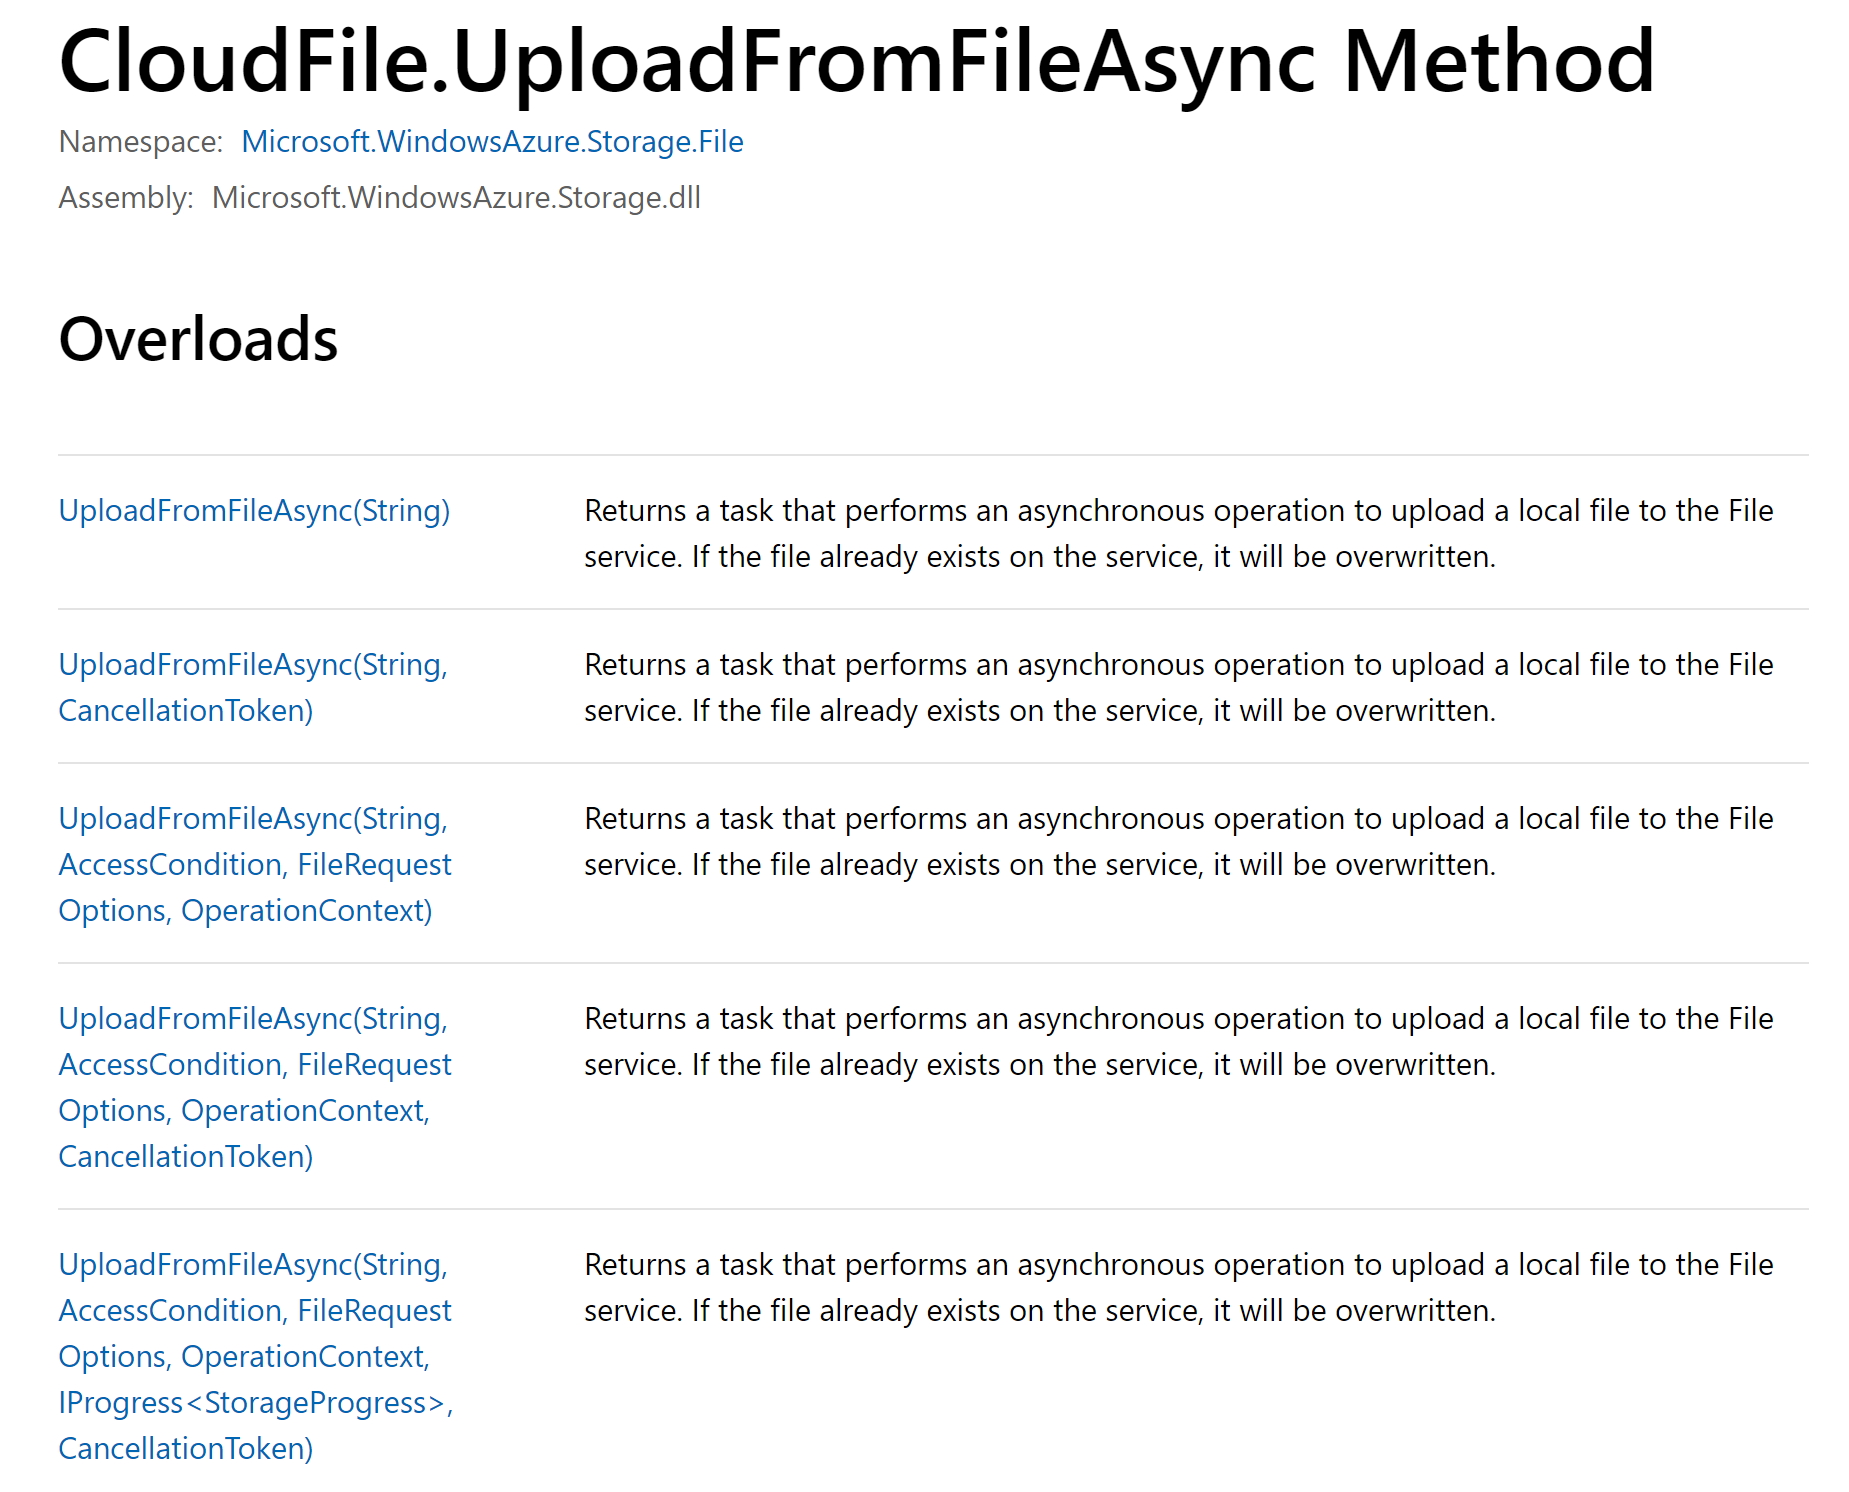 CloudFile.UploadFromFileAsync Method
Namespace: Microsoft.WindowsAzure.Storage.File
Assembly: Microsoft.WindowsAzure.Storage.dll
Overloads
UploadFromFileAsync(String)
Returns a task that performs an asynchronous operation to upload a local file to the File
service. If the file already exists on the service, it will be overwritten.
UploadFromFileAsync(String,
CancellationToken)
Returns a task that performs an asynchronous operation to upload a local file to the File
service. If the file already exists on the service, it will be overwritten.
UploadFromFileAsync(String,
AccessCondition, FileRequest
Options, OperationContext)
Returns a task that performs an asynchronous operation to upload a local file to the File
service. If the file already exists on the service, it will be overwritten.
UploadFromFileAsync(String,
AccessCondition, FileRequest
Options, OperationContext,
CancellationToken)
Returns a task that performs an asynchronous operation to upload a local file to the File
service. If the file already exists on the service, it will be overwritten.
UploadFromFileAsync(String,
AccessCondition, FileRequest
Options, OperationContext,
IProgress<StorageProgress>,
CancellationToken)
Returns a task that performs an asynchronous operation to upload a local file to the File
service. If the file already exists on the service, it will be overwritten.